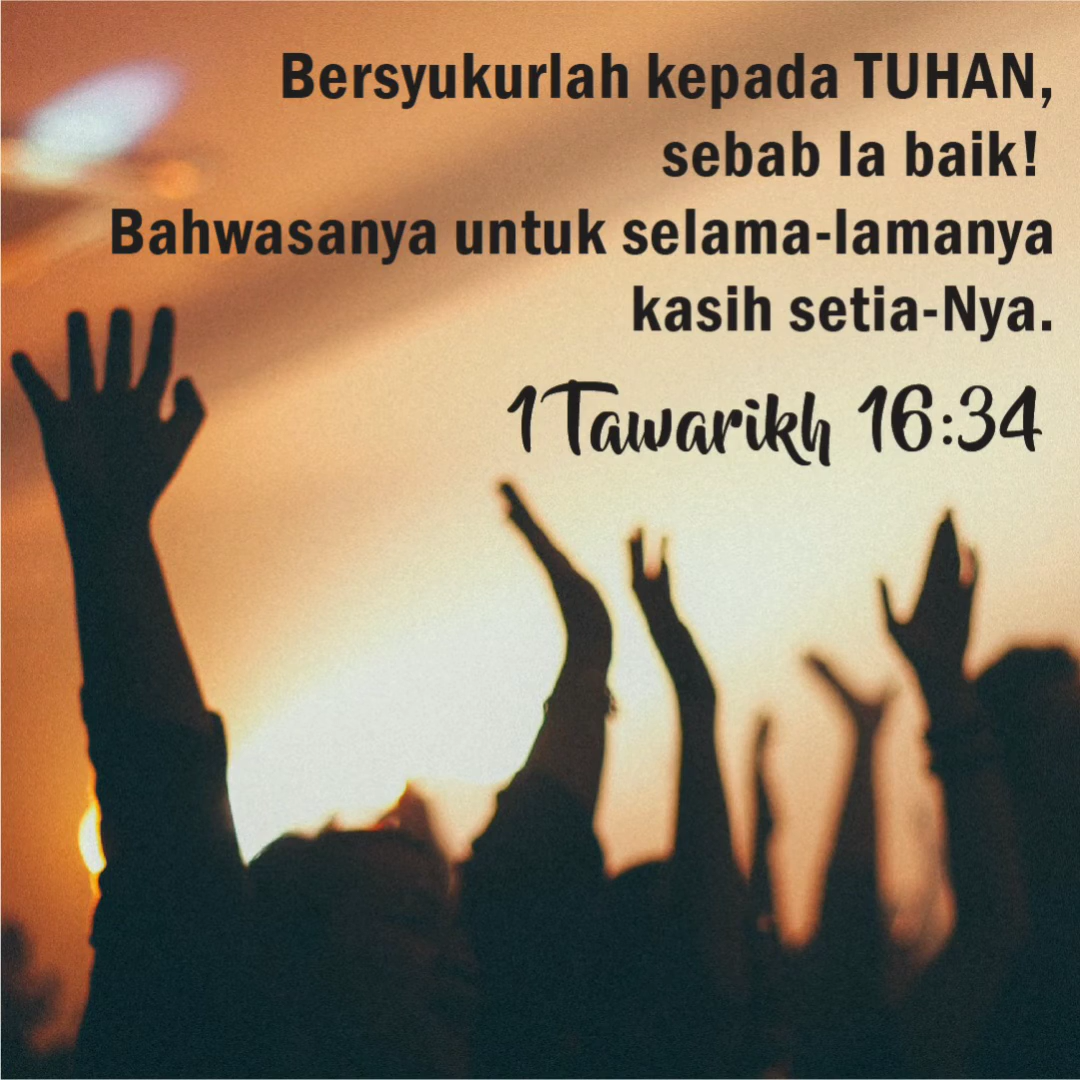 Bersyukurlah kepada TUHAN,
sebab Ia baik!
Bahwasanya untuk selama-lamanya
kasih setia-Nya.
1 Tawarikh 16:34